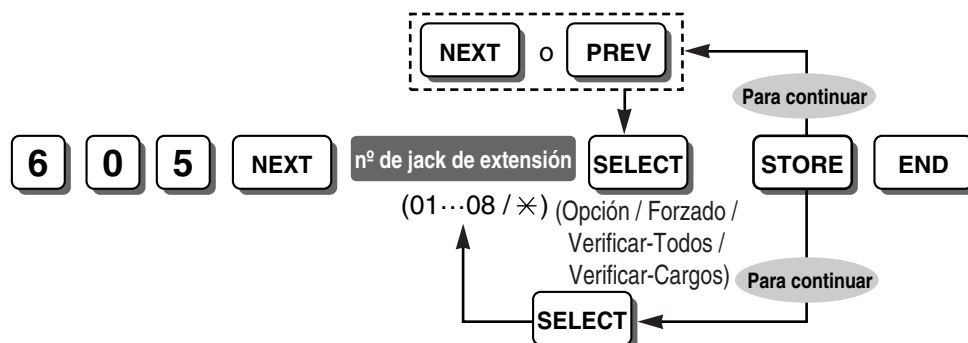 NEXT o PREV
Para continuar
6 0 5 NEXT nº de jack de extensión SELECT STORE END
(01···08 / ✳) (Opción / Forzado /
Verificar-Todos /
Verificar-Cargos)
Para continuar
SELECT